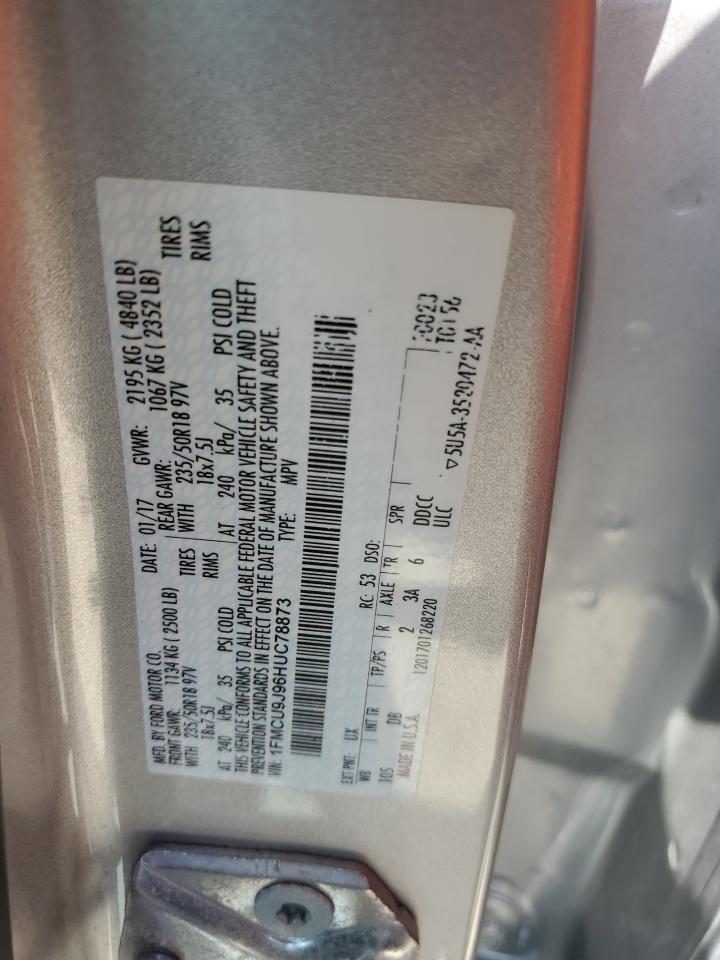 MFD. BY FORD MOTOR CO. DATE: 01/17 GVWR: 2195 KG ( 4840 LB)
FRONT GAWR: 1134 KG ( 2500 LB) REAR GAWR: 1067 KG ( 2352 LB)
WITH 235/50R18 97V TIRES WITH 235/50R18 97V TIRES
18x7.5J RIMS 18x7.5J RIMS
AT 240 kPa/ 35 PSI COLD AT 240 kPa/ 35 PSI COLD
THIS VEHICLE CONFORMS TO ALL APPLICABLE FEDERAL MOTOR VEHICLE SAFETY AND THEFT
PREVENTION STANDARDS IN EFFECT ON THE DATE OF MANUFACTURE SHOWN ABOVE.
VIN: 1FMCU9J96HUC78873 TYPE: MPV
EXT PNT: UX RC: 53 DSO:
WB INT TR TP/PS R AXLE TR SPR
105 DB 2 3A 6 DDCC
MADE IN U.S.A. 1201701268220 ULC
▽5U5A-3520472-AA